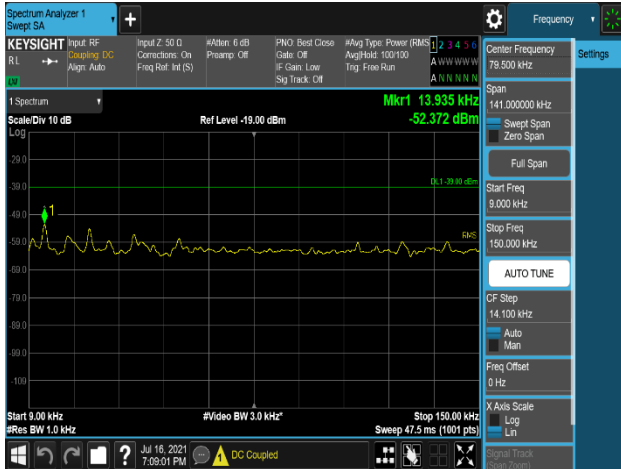 Spectrum Analyzer 1
Swept SA
+
Frequency
KEYSIGHT
R L
LV
Input: RF
Coupling: DC
Align: Auto
Input Z: 50 Ω
Corrections: On
Freq Ref: Int (S)
#Atten: 6 dB
Preamp: Off
PNO: Best Close
Gate: Off
IF Gain: Low
Sig Track: Off
#Avg Type: Power (RMS
Avg|Hold: 100/100
Trig: Free Run
1 2 3 4 5 6
A W W W W W
A N N N N N
1 Spectrum
Scale/Div 10 dB
Ref Level -19.00 dBm
Mkr1 13.935 kHz
-52.372 dBm
Log
-29.0
-39.0
-49.0
-59.0
-69.0
-79.0
-89.0
-99.0
-109
DL1 -39.00 dBm
1
RMS
Start 9.00 kHz
#Res BW 1.0 kHz
#Video BW 3.0 kHz*
Stop 150.00 kHz
Sweep 47.5 ms (1001 pts)
Center Frequency
79.500 kHz
Settings
Span
141.000000 kHz
Swept Span
Zero Span
Full Span
Start Freq
9.000 kHz
Stop Freq
150.000 kHz
AUTO TUNE
CF Step
14.100 kHz
Auto
Man
Freq Offset
0 Hz
X Axis Scale
Log
Lin
Signal Track
(Span Zoom)
?
Jul 16, 2021
7:09:01 PM
DC Coupled